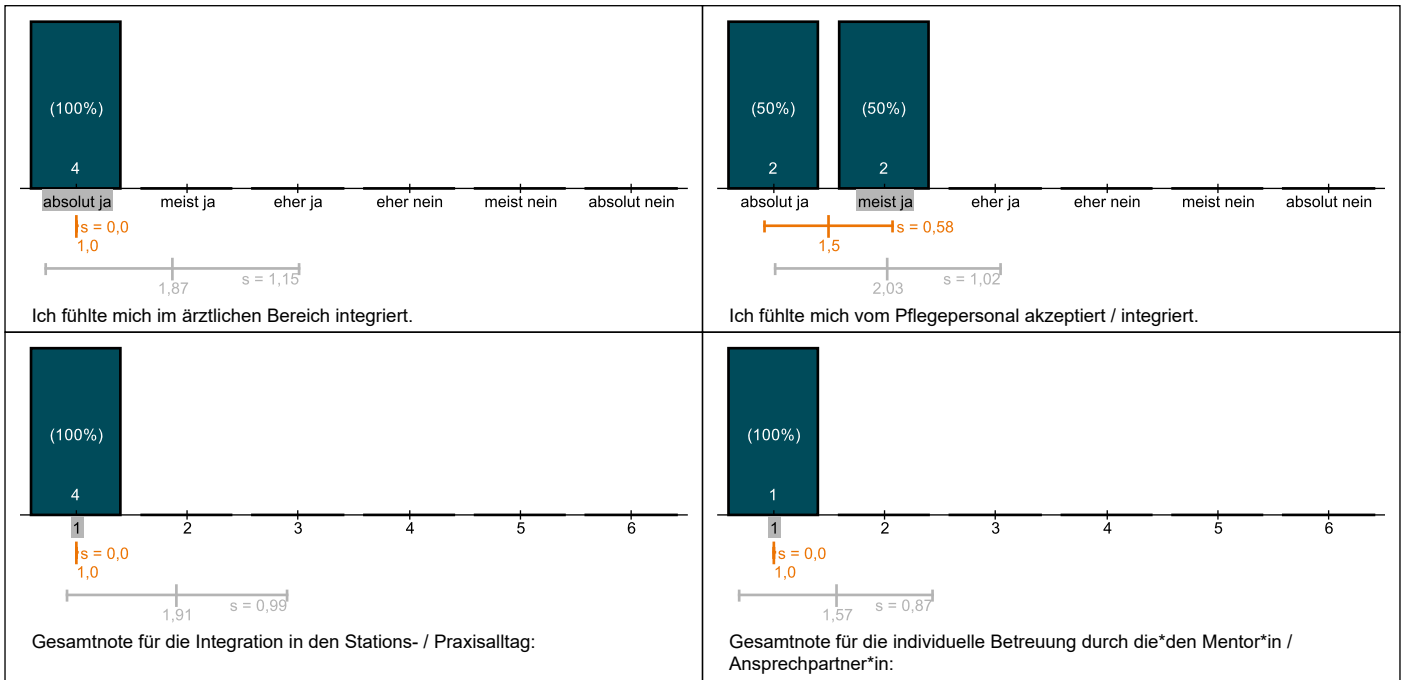 (100%)
4
absolut ja meist ja eher ja eher nein meist nein absolut nein
s = 0,0
1,0
s = 1,15
1,87
Ich fühlte mich im ärztlichen Bereich integriert.
(50%) (50%)
2 2
absolut ja meist ja eher ja eher nein meist nein absolut nein
s = 0,58
1,5
s = 1,02
2,03
Ich fühlte mich vom Pflegepersonal akzeptiert / integriert.
(100%)
4
1 2 3 4 5 6
s = 0,0
1,0
s = 0,99
1,91
Gesamtnote für die Integration in den Stations- / Praxisalltag:
(100%)
1
1 2 3 4 5 6
s = 0,0
1,0
s = 0,87
1,57
Gesamtnote für die individuelle Betreuung durch die*den Mentor*in /
Ansprechpartner*in: